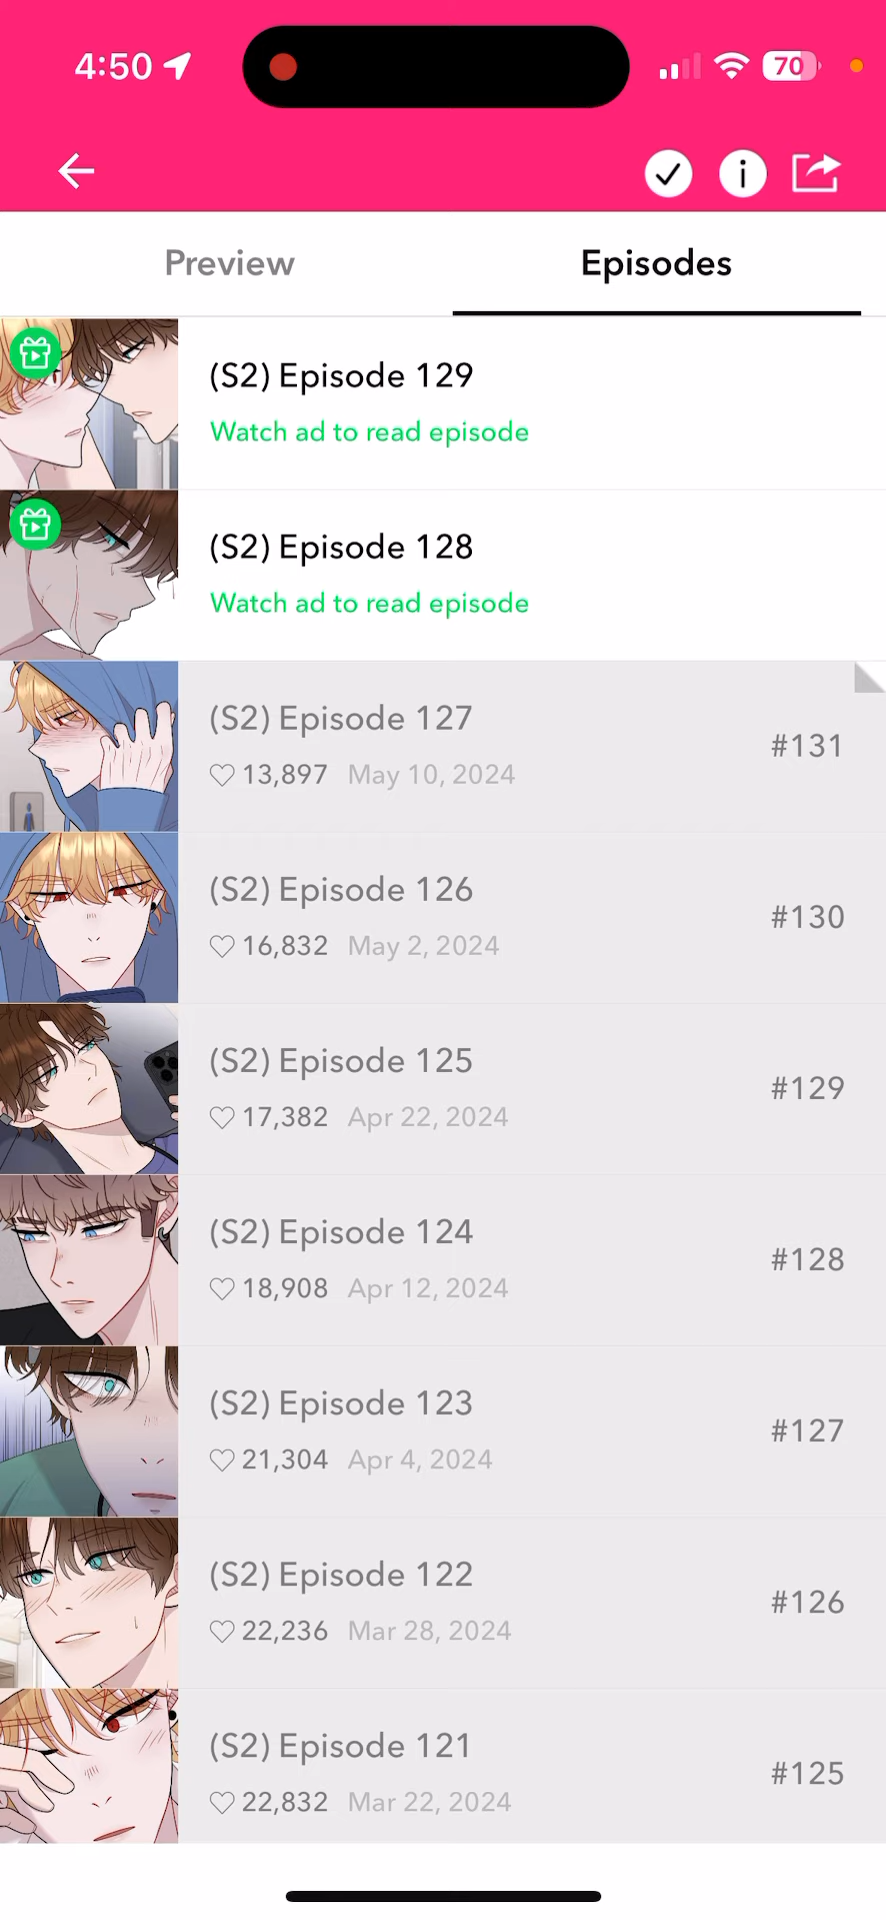 4:50
70
Preview
Episodes
(S2) Episode 129
Watch ad to read episode
(S2) Episode 128
Watch ad to read episode
(S2) Episode 127
13,897 May 10, 2024
#131
(S2) Episode 126
16,832 May 2, 2024
#130
(S2) Episode 125
17,382 Apr 22, 2024
#129
(S2) Episode 124
18,908 Apr 12, 2024
#128
(S2) Episode 123
21,304 Apr 4, 2024
#127
(S2) Episode 122
22,236 Mar 28, 2024
#126
(S2) Episode 121
22,832 Mar 22, 2024
#125